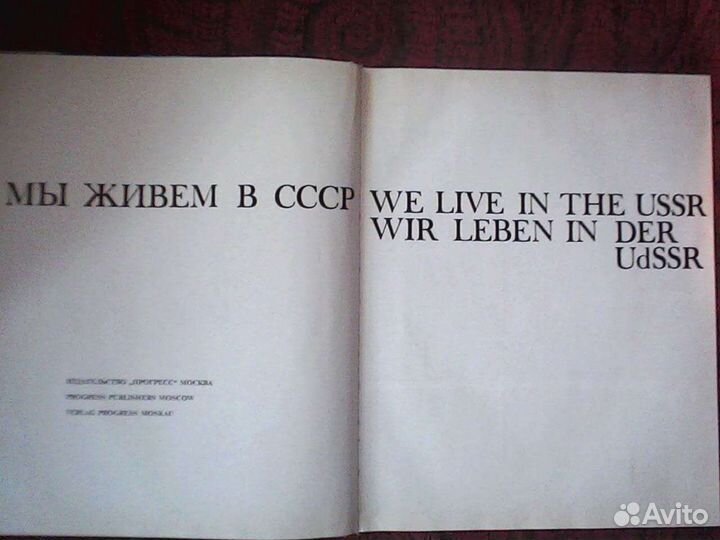 МЫ ЖИВЕМ В СССР
ИЗДАТЕЛЬСТВО „ПРОГРЕСС“ МОСКВА
PROGRESS PUBLISHERS MOSCOW
VERLAG PROGRESS MOSKAU
WE LIVE IN THE USSR
WIR LEBEN IN DER
UdSSR
Avito